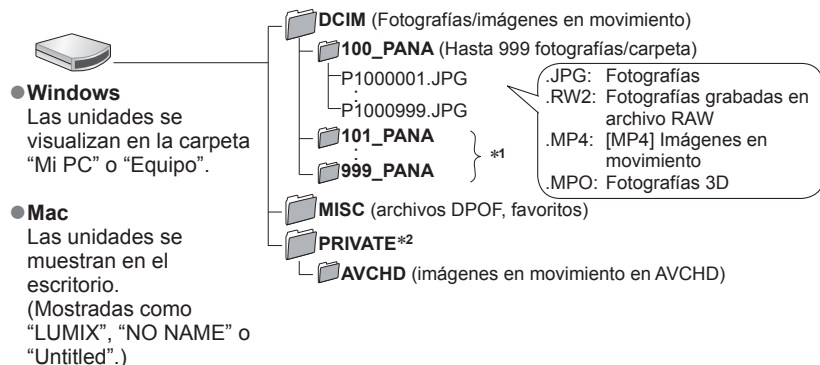 ●Windows
Las unidades se
visualizan en la carpeta
“Mi PC” o “Equipo”.
●Mac
Las unidades se
muestran en el
escritorio.
(Mostradas como
“LUMIX”, “NO NAME” o
“Untitled”.)
DCIM (Fotografías/imágenes en movimiento)
100_PANA (Hasta 999 fotografías/carpeta)
P1000001.JPG
:
P1000999.JPG
101_PANA
:
999_PANA
*1
.JPG: Fotografías
.RW2: Fotografías grabadas en
archivo RAW
.MP4: [MP4] Imágenes en
movimiento
.MPO: Fotografías 3D
MISC (archivos DPOF, favoritos)
PRIVATE*2
AVCHD (imágenes en movimiento en AVCHD)